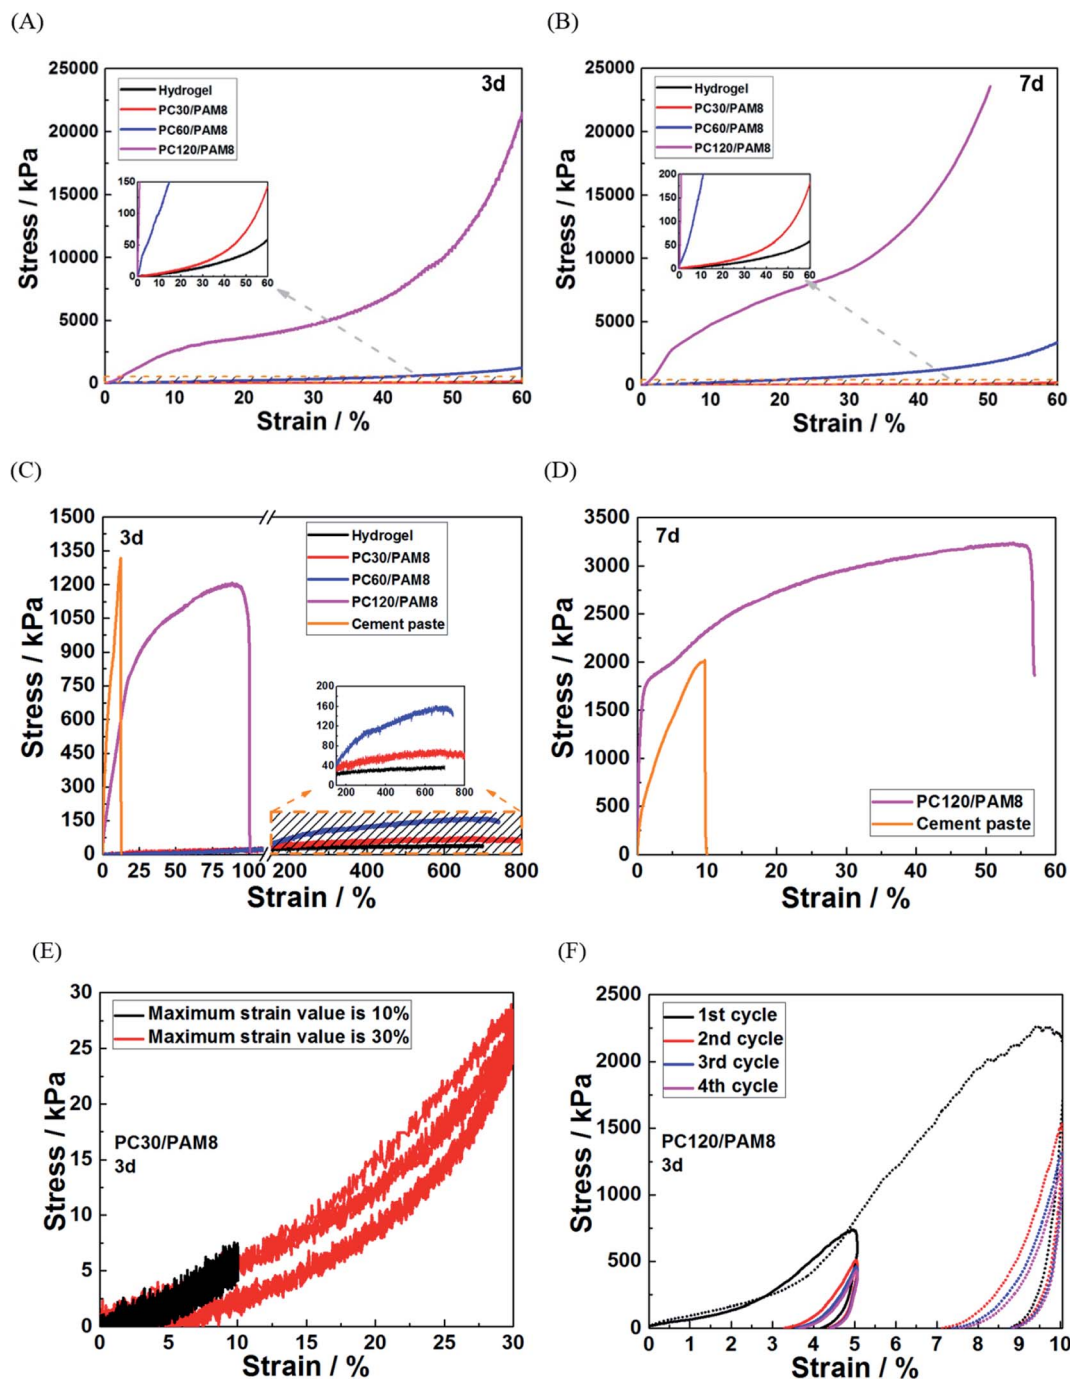 (A)
25000
20000
15000
10000
5000
0
Stress / kPa
3d
Hydrogel
PC30/PAM8
PC60/PAM8
PC120/PAM8
150
100
50
0
0 10 20 30 40 50 60
0 10 20 30 40 50 60
Strain / %
(B)
25000
20000
15000
10000
5000
0
Stress / kPa
7d
Hydrogel
PC30/PAM8
PC60/PAM8
PC120/PAM8
200
150
100
50
0
0 10 20 30 40 50 60
0 10 20 30 40 50 60
Strain / %
(C)
1500
1350
1200
1050
900
750
600
450
300
150
0
Stress / kPa
3d
Hydrogel
PC30/PAM8
PC60/PAM8
PC120/PAM8
Cement paste
200
160
120
80
40
0
200 400 600 800
0 25 50 75 100 200 400 600 800
Strain / %
(D)
3500
3000
2500
2000
1500
1000
500
0
Stress / kPa
7d
PC120/PAM8
Cement paste
0 10 20 30 40 50 60
Strain / %
(E)
30
25
20
15
10
5
0
Stress / kPa
Maximum strain value is 10%
Maximum strain value is 30%
PC30/PAM8
3d
0 5 10 15 20 25 30
Strain / %
(F)
2500
2000
1500
1000
500
0
Stress / kPa
1st cycle
2nd cycle
3rd cycle
4th cycle
PC120/PAM8
3d
0 1 2 3 4 5 6 7 8 9 10
Strain / %